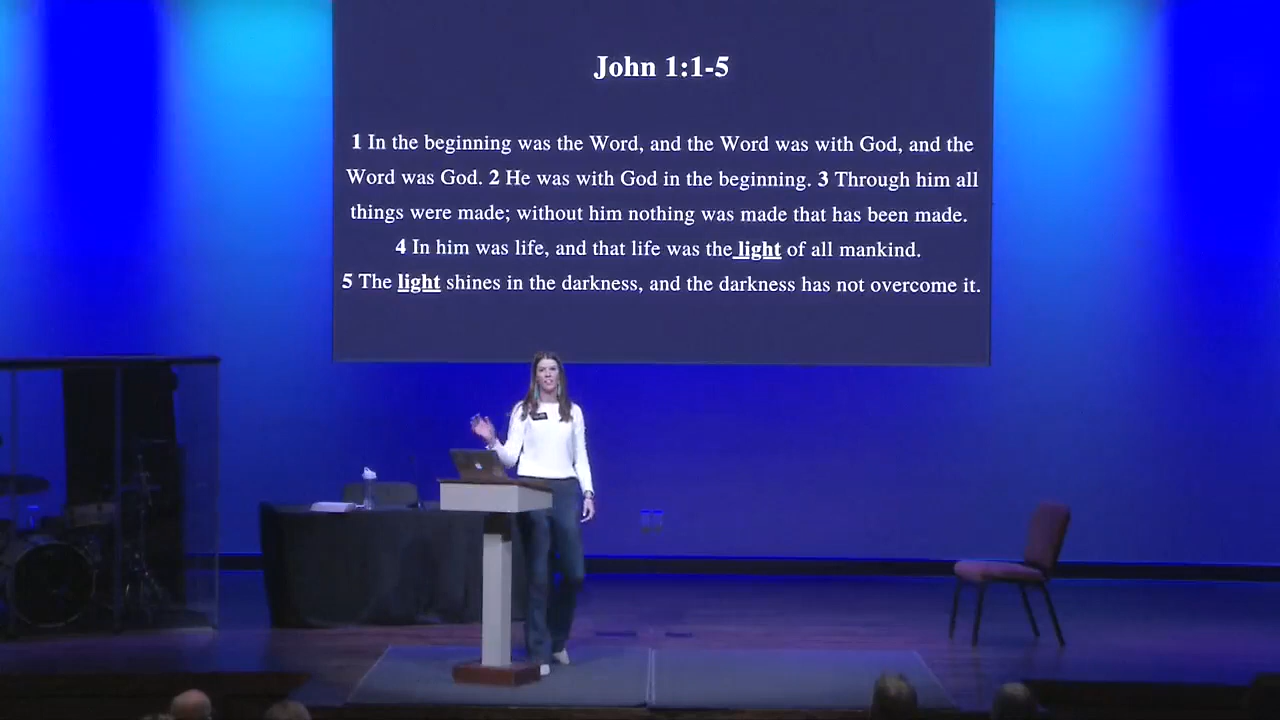 John 1:1-5
1 In the beginning was the Word, and the Word was with God, and the
Word was God. 2 He was with God in the beginning. 3 Through him all
things were made; without him nothing was made that has been made.
4 In him was life, and that life was the light of all mankind.
5 The light shines in the darkness, and the darkness has not overcome it.